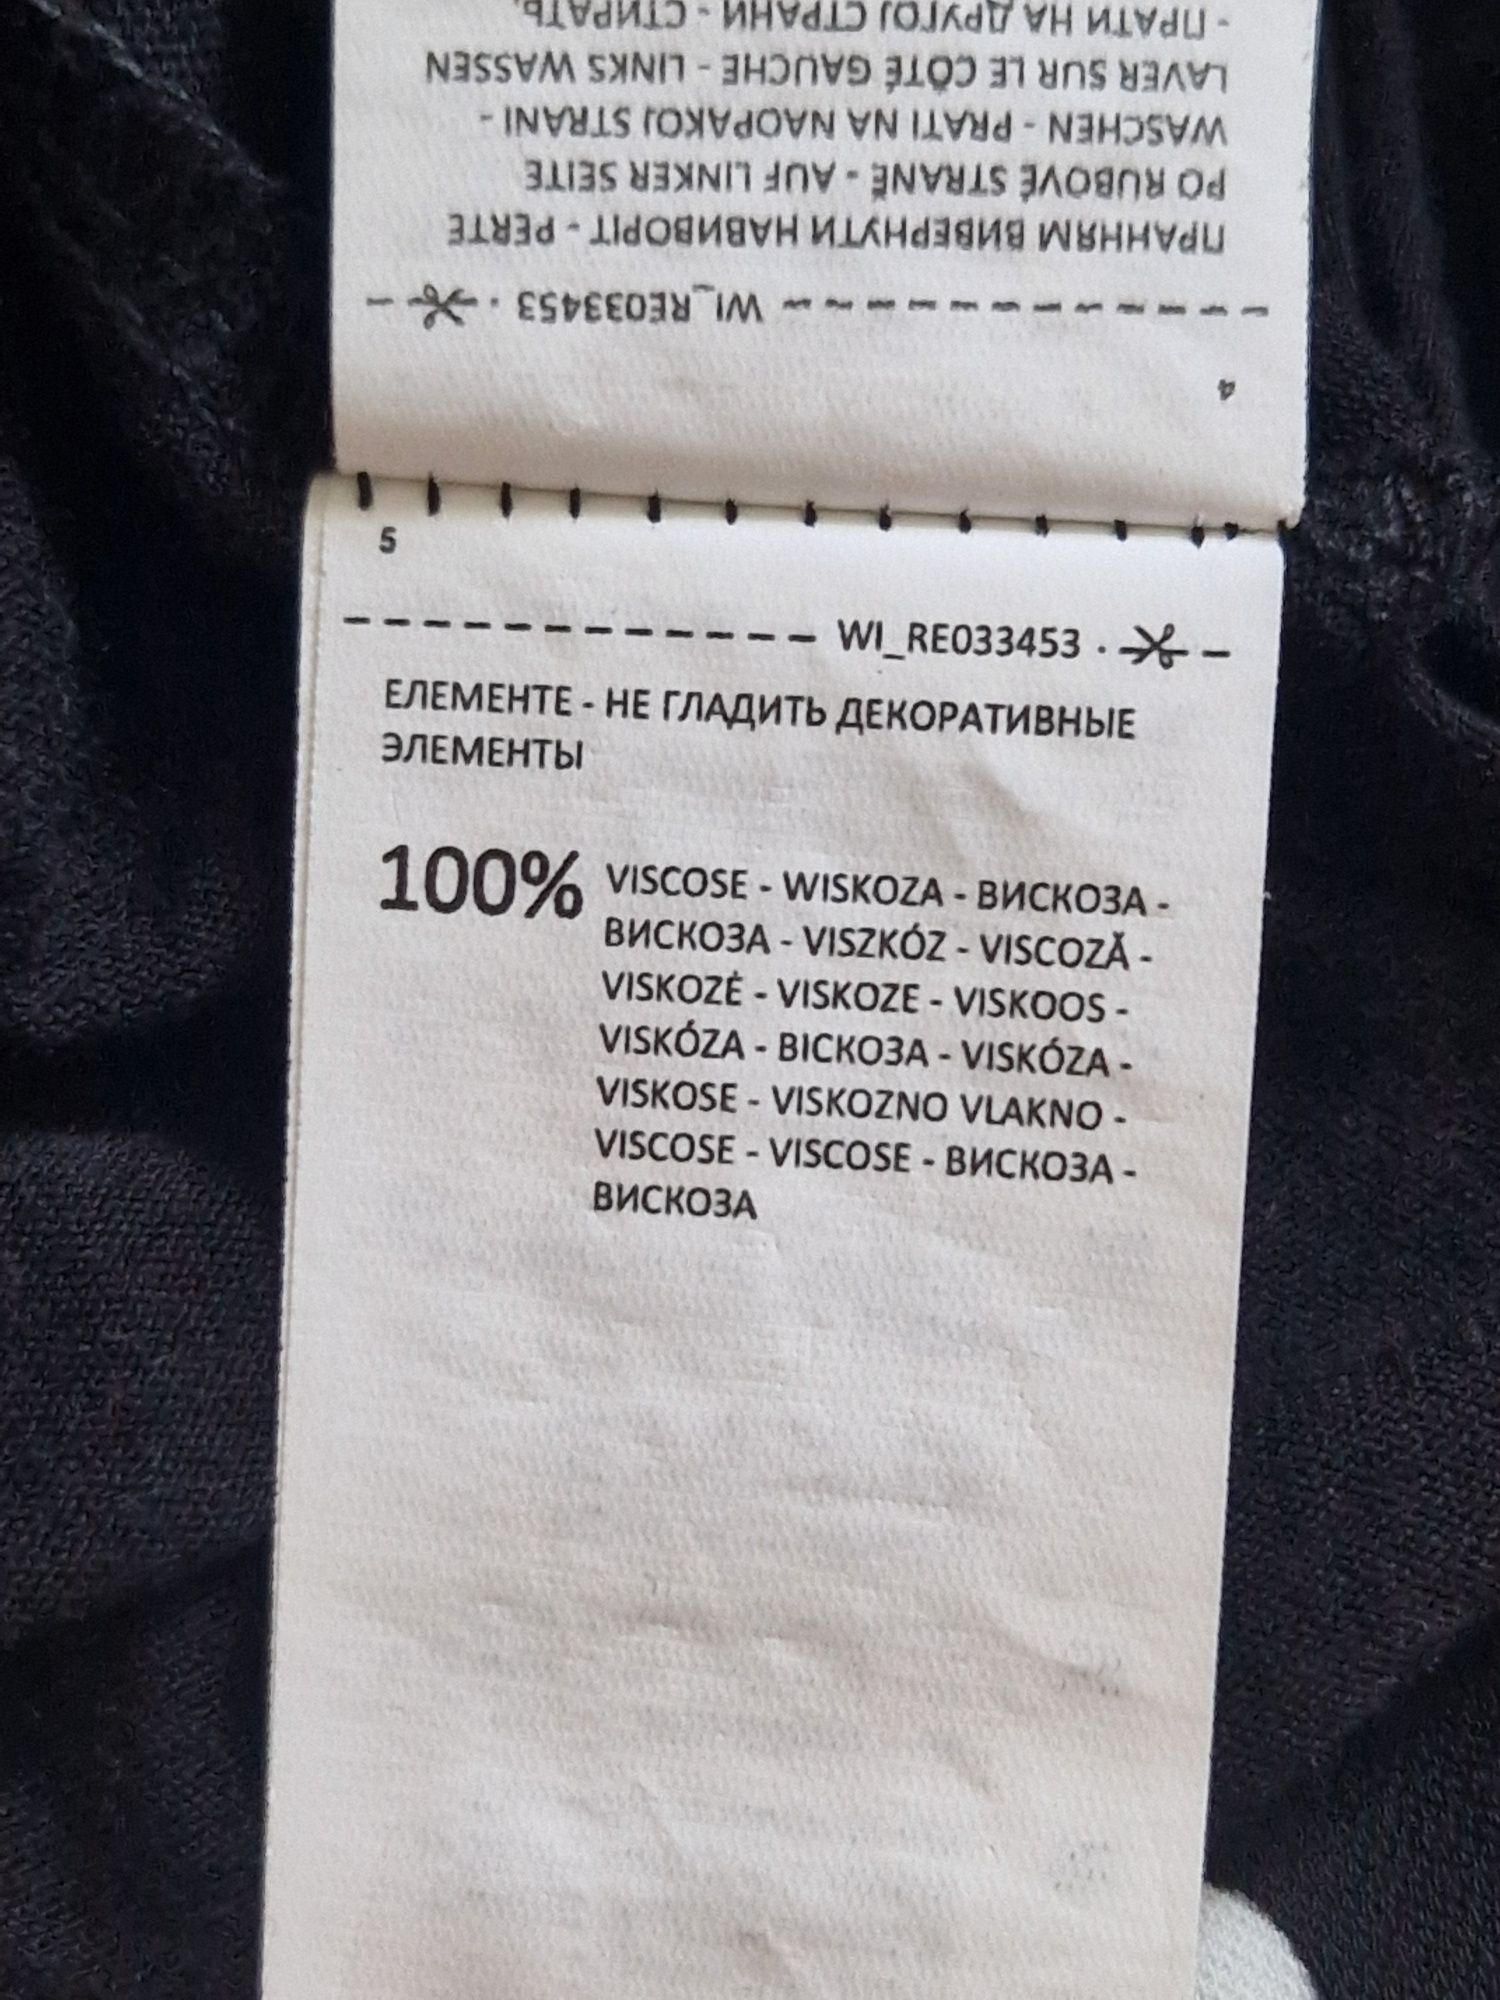 - ПРАТИ НА ДРУГОЈ СТРАНИ - СТИРАТЬ,
LAVER SUR LE CÖTÉ GAUCHE - LINKS WASSEN
WASCHEN - PRATI NA NAOPAKOJ STRANI -
PO RUBOVÉ STRANĚ - AUF LINKER SEITE
ПРАННЯМ ВИВЕРНУТИ НАВИВОРІТ - PERTE
WI_RE033453 ·
4
5
WI_RE033453 ·
ЕЛЕМЕНТЕ - НЕ ГЛАДИТЬ ДЕКОРАТИВНЫЕ
ЭЛЕМЕНТЫ
100% VISCOSE - WISKOZA - ВИСКОЗА -
ВИСКОЗА - VISZKÓZ - VISCOZĂ -
VISKOZĖ - VISKOZE - VISKOOS -
VISKÓZA - ВІСКОЗА - VISKÓZA -
VISKOSE - VISKOZNO VLAKNO -
VISCOSE - VISCOSE - ВИСКОЗА -
ВИСКОЗА